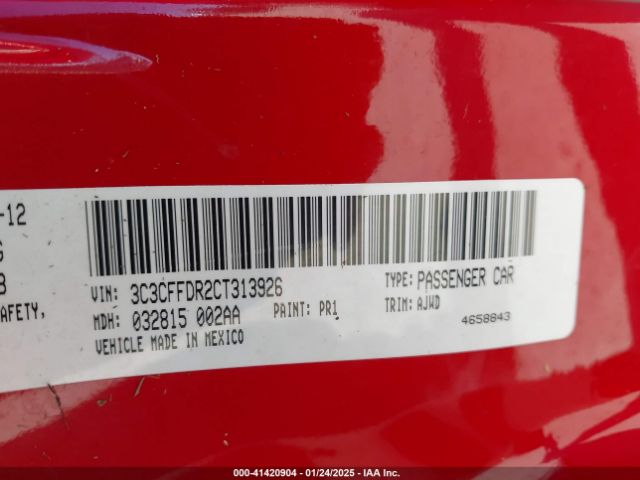 -12
G
8
AFETY,
VIN: 3C3CFFDR2CT313926
TYPE: PASSENGER CAR
MDH: 032815 002AA
PAINT: PR1
TRIM: AJWD
VEHICLE MADE IN MEXICO
4658843
000-41420904 - 01/24/2025 - IAA Inc.